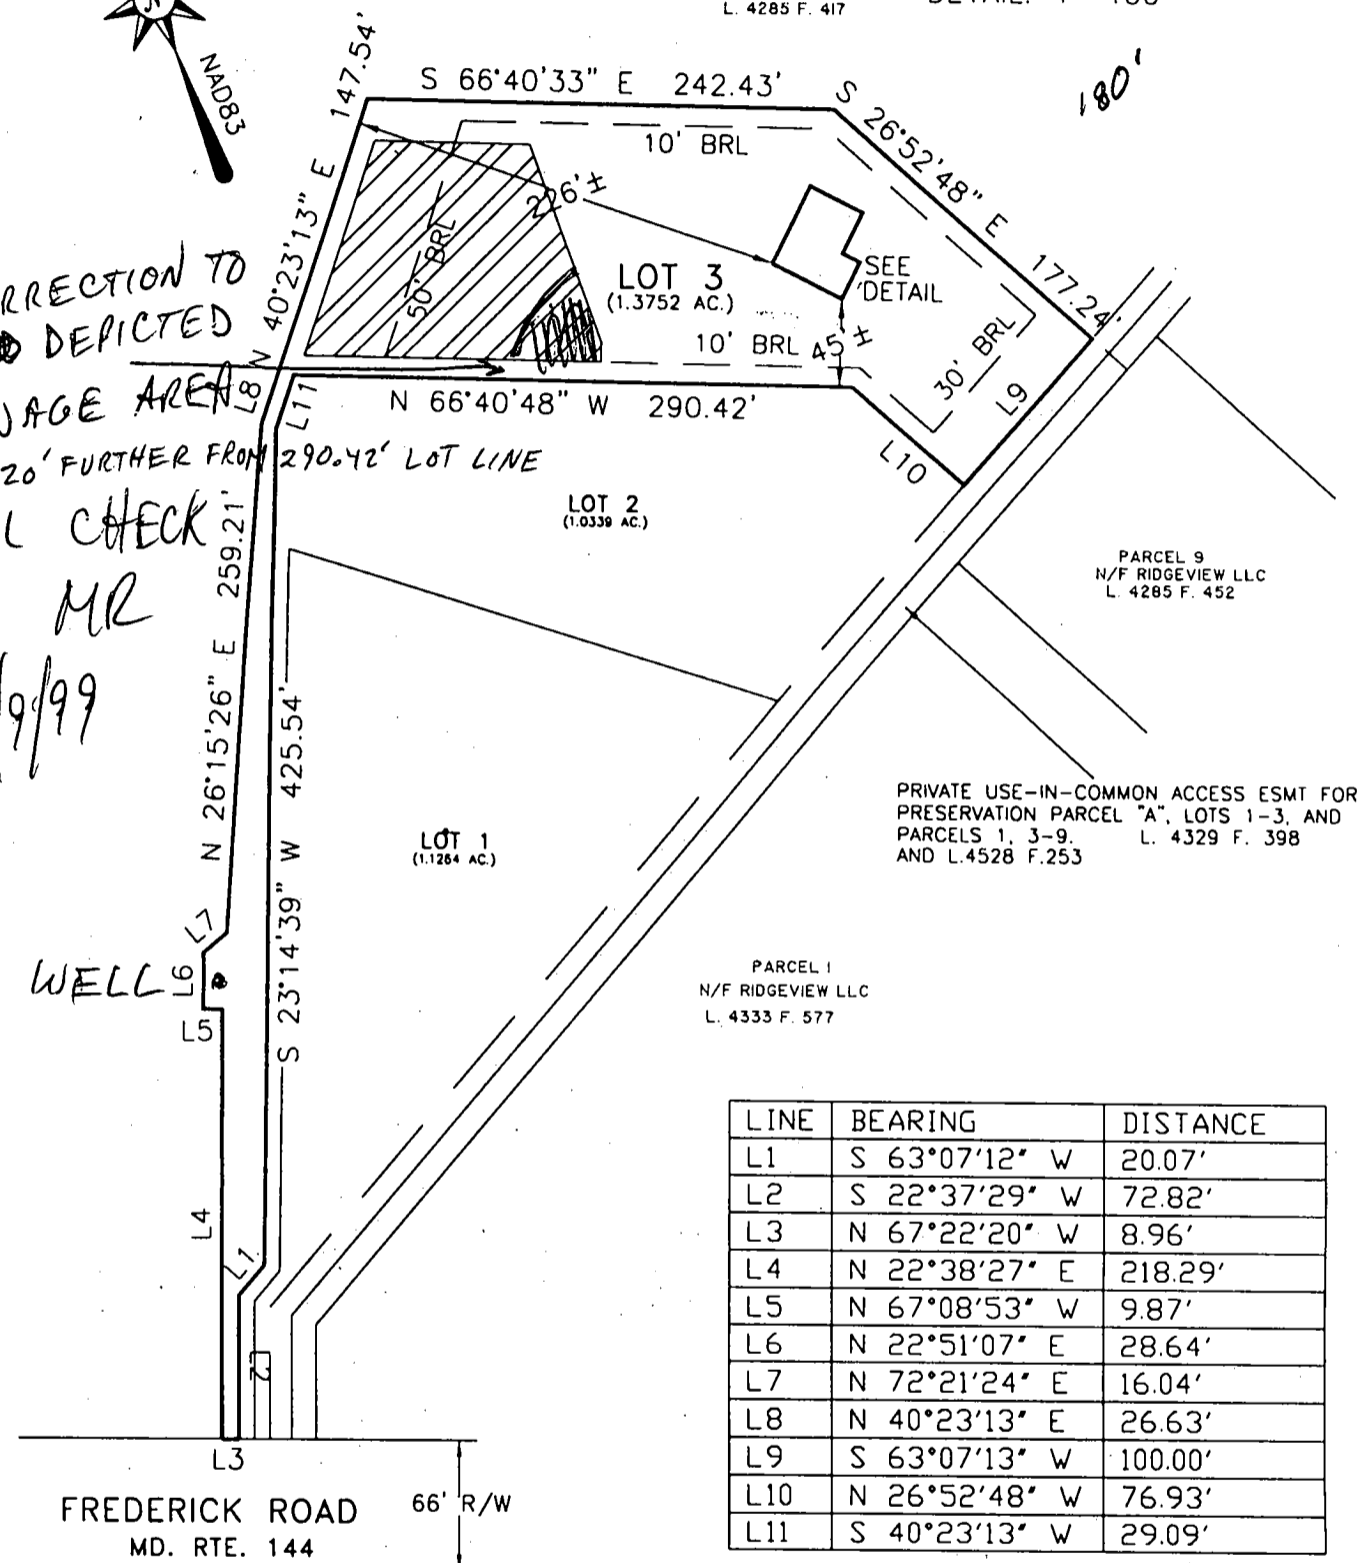 L. 4285 F. 417
180'
N
NAD83
147.54'
S 66°40'33" E 242.43'
S 26°52'48" E 177.24'
10' BRL
N 40°23'13" E
226'±
50' BRL
LOT 3
(1.3752 AC.)
SEE
DETAIL
10' BRL
45'±
30' BRL
L9
L8
L11
N 66°40'48" W 290.42'
L10
RRECTION TO
DEPICTED
AGE AREA
20' FURTHER FROM 290.42' LOT LINE
CHECK
MR
9/99
LOT 2
(1.0339 AC.)
PARCEL 9
N/F RIDGEVIEW LLC
L. 4285 F. 452
N 26°15'26" E 259.21'
S 23°14'39" W 425.54'
LOT 1
(1.1264 AC.)
PRIVATE USE-IN-COMMON ACCESS ESMT FOR
PRESERVATION PARCEL "A", LOTS 1-3, AND
PARCELS 1, 3-9. L. 4329 F. 398
AND L.4528 F.253
L7
WELL
L6
L5
PARCEL 1
N/F RIDGEVIEW LLC
L. 4333 F. 577
L4
L1
L2
L3
FREDERICK ROAD
MD. RTE. 144
66' R/W
LINE BEARING DISTANCE
L1 S 63°07'12" W 20.07'
L2 S 22°37'29" W 72.82'
L3 N 67°22'20" W 8.96'
L4 N 22°38'27" E 218.29'
L5 N 67°08'53" W 9.87'
L6 N 22°51'07" E 28.64'
L7 N 72°21'24" E 16.04'
L8 N 40°23'13" E 26.63'
L9 S 63°07'13" W 100.00'
L10 N 26°52'48" W 76.93'
L11 S 40°23'13" W 29.09'